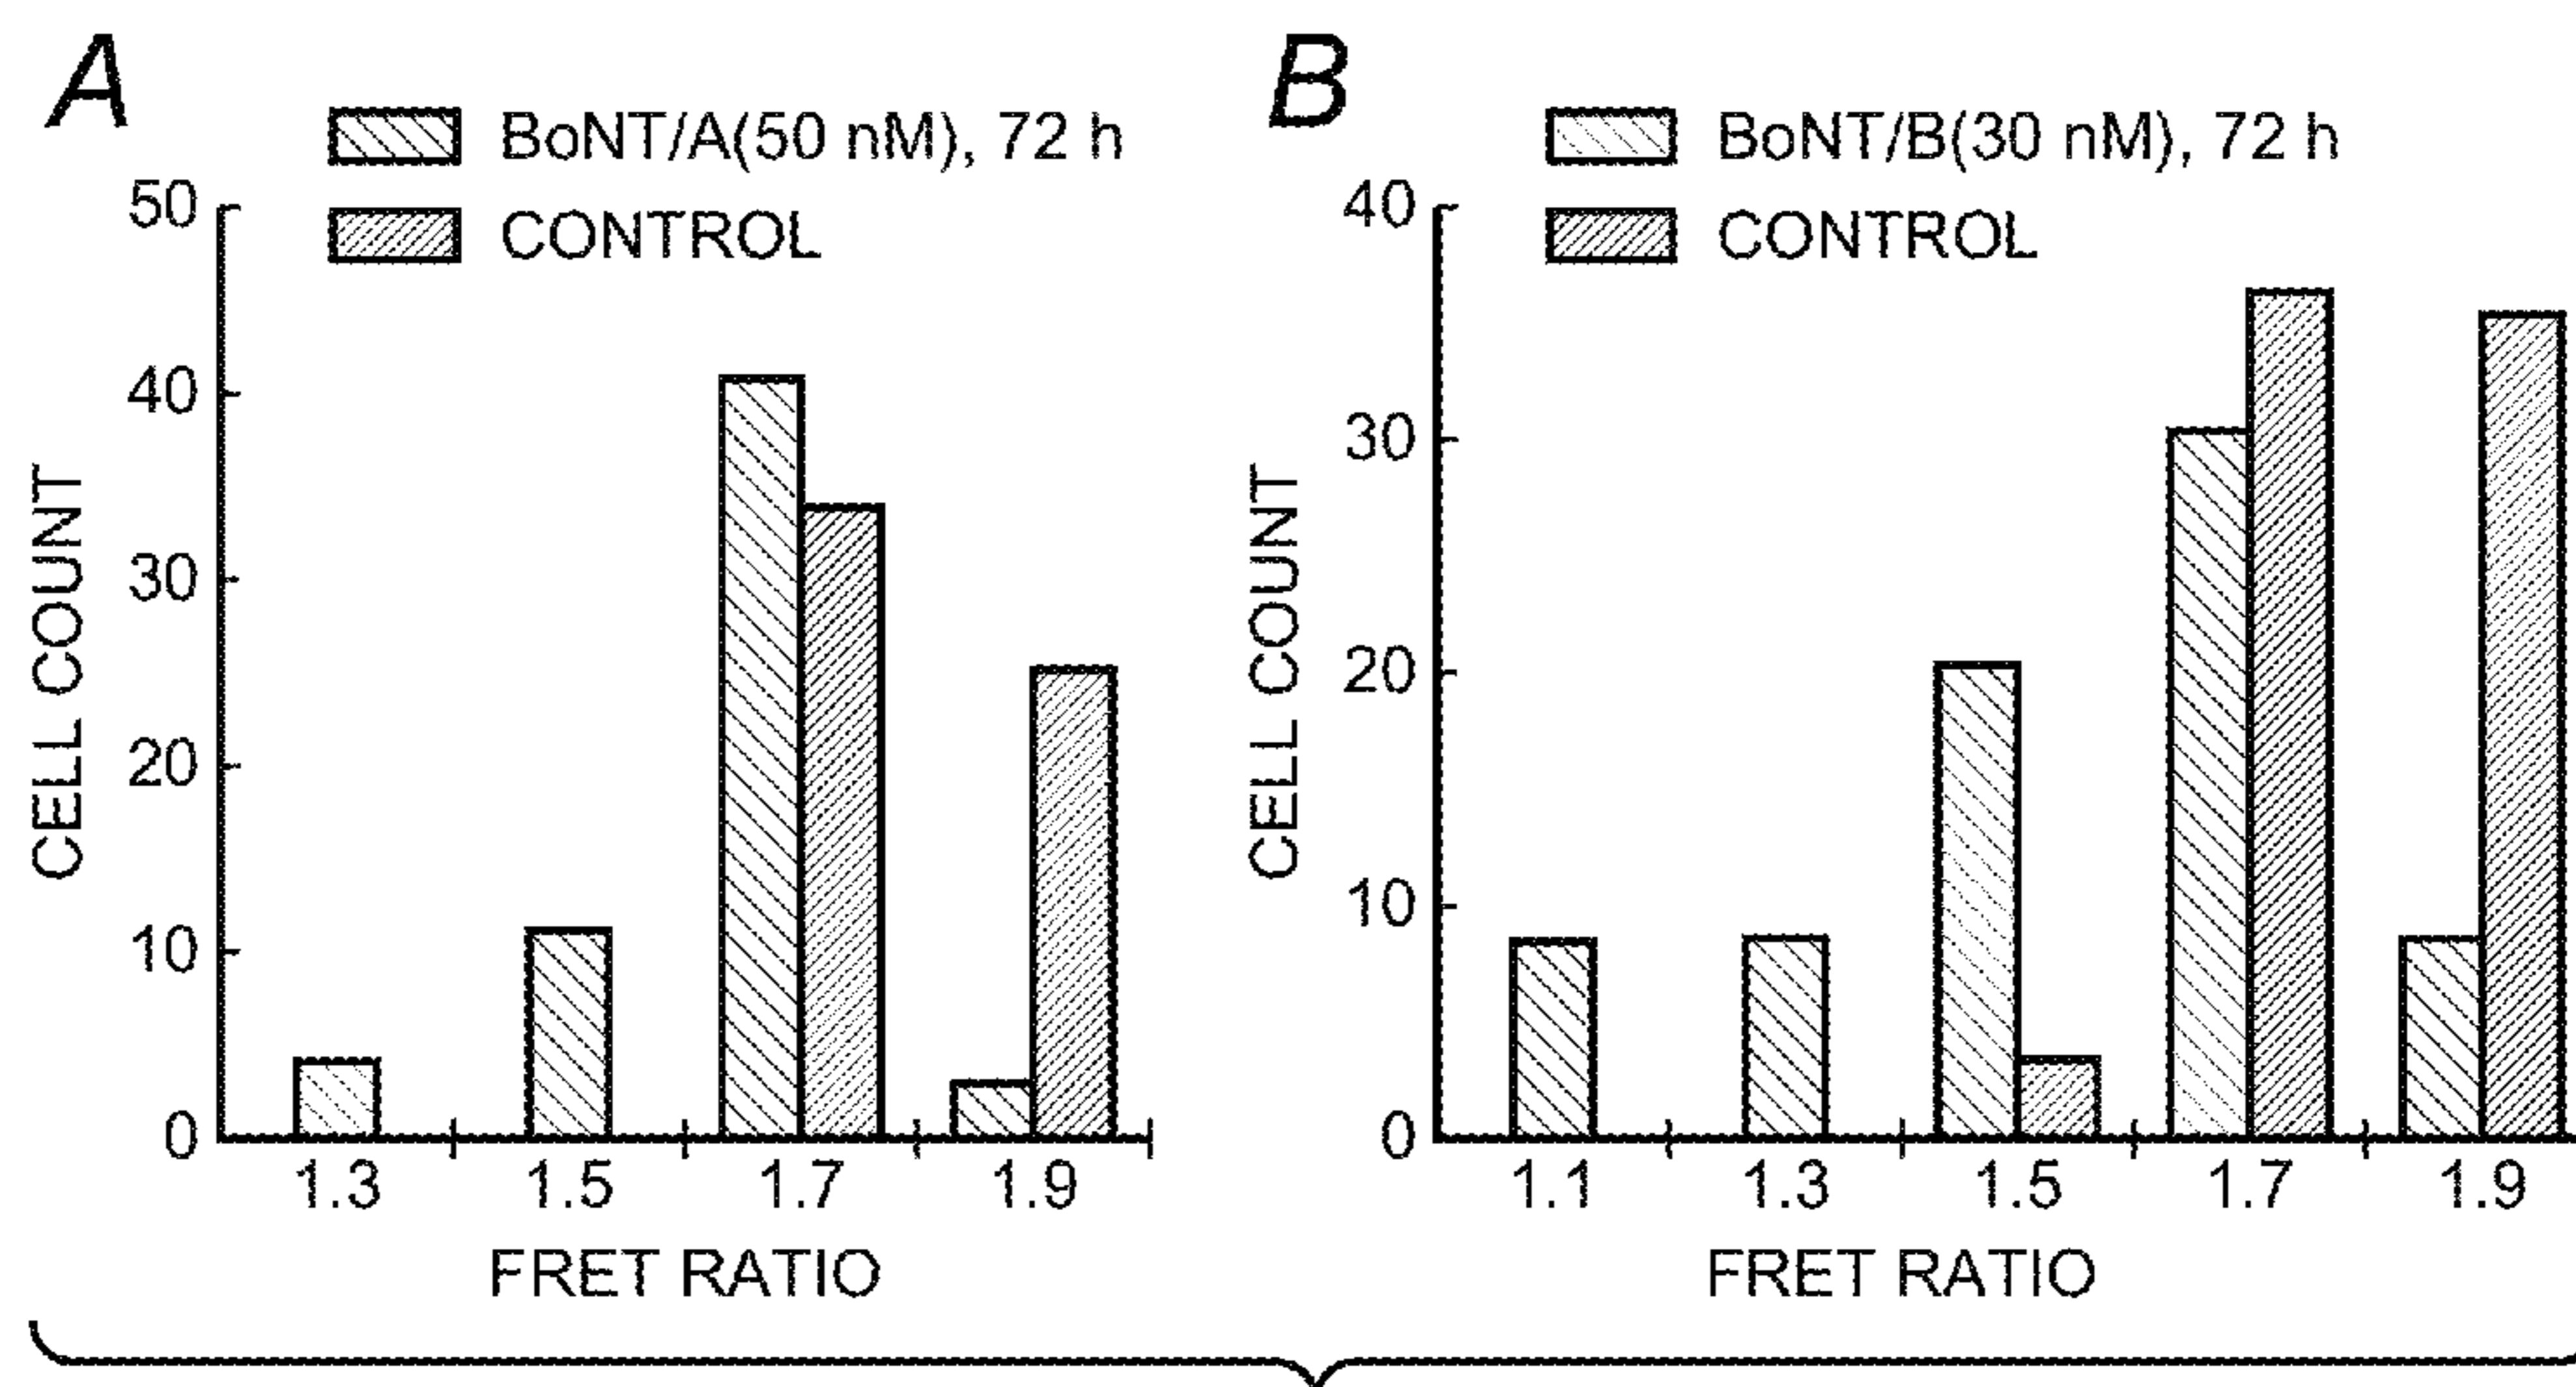 A
BoNT/A(50 nM), 72 h
CONTROL
50
40
30
20
10
0
CELL COUNT
1.3 1.5 1.7 1.9
FRET RATIO
B
BoNT/B(30 nM), 72 h
CONTROL
40
30
20
10
0
CELL COUNT
1.1 1.3 1.5 1.7 1.9
FRET RATIO